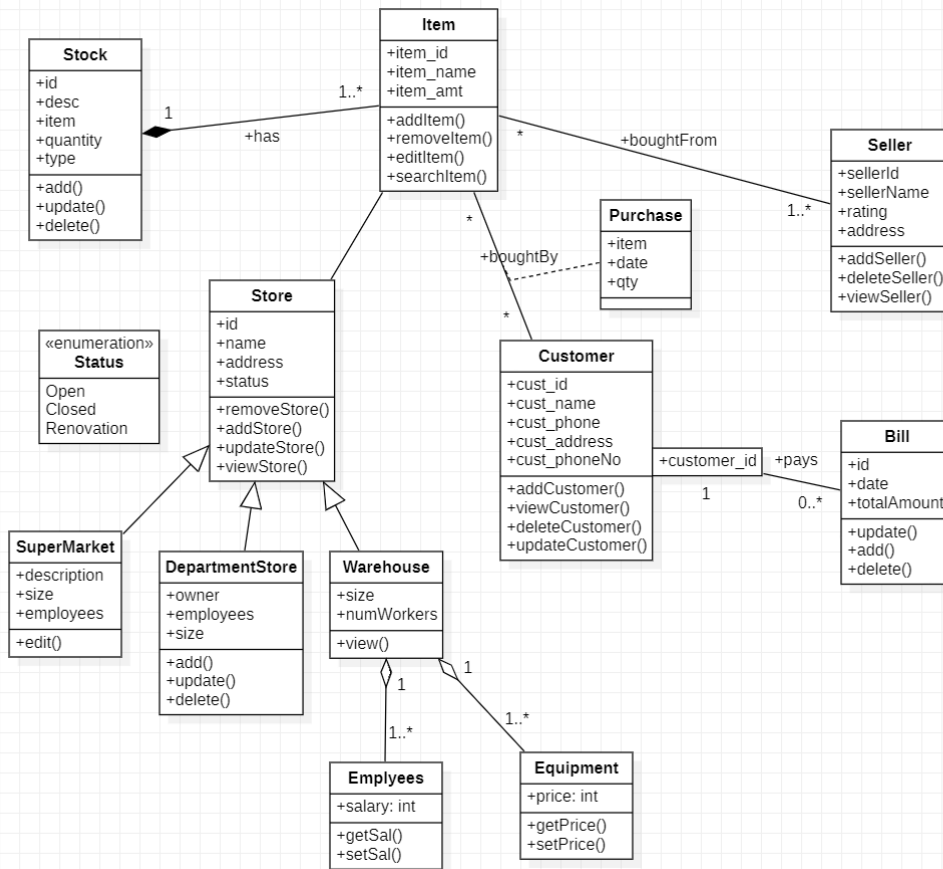 Stock
+id
+desc
+item
+quantity
+type
+add()
+update()
+delete()
1
+has
1..*
Item
+item_id
+item_name
+item_amt
+addItem()
+removeItem()
+editItem()
+searchItem()
*
+boughtFrom
1..*
Seller
+sellerId
+sellerName
+rating
+address
+addSeller()
+deleteSeller()
+viewSeller()
*
+boughtBy
*
Purchase
+item
+date
+qty
Store
+id
+name
+address
+status
+removeStore()
+addStore()
+updateStore()
+viewStore()
«enumeration»
Status
Open
Closed
Renovation
Customer
+cust_id
+cust_name
+cust_phone
+cust_address
+cust_phoneNo
+addCustomer()
+viewCustomer()
+deleteCustomer()
+updateCustomer()
+customer_id
1
+pays
0..*
Bill
+id
+date
+totalAmount
+update()
+add()
+delete()
SuperMarket
+description
+size
+employees
+edit()
DepartmentStore
+owner
+employees
+size
+add()
+update()
+delete()
Warehouse
+size
+numWorkers
+view()
1
1..*
1
1..*
Emplyees
+salary: int
+getSal()
+setSal()
Equipment
+price: int
+getPrice()
+setPrice()